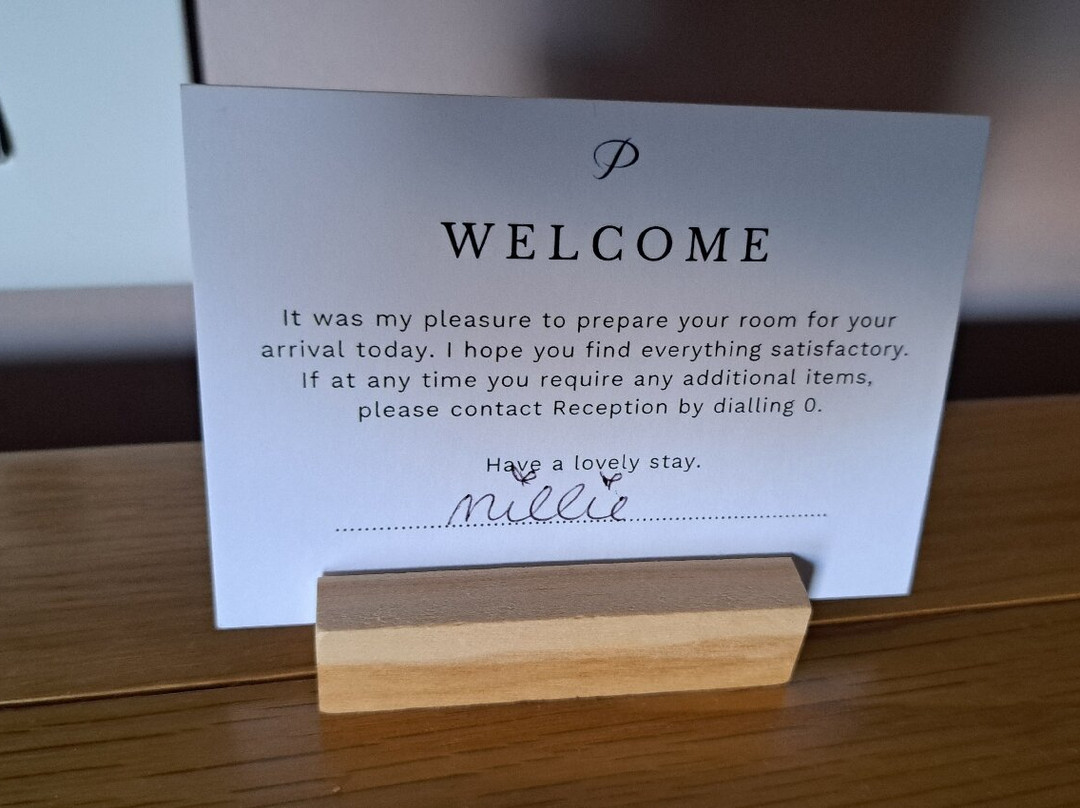 P
WELCOME
It was my pleasure to prepare your room for your
arrival today. I hope you find everything satisfactory.
If at any time you require any additional items,
please contact Reception by dialling 0.
Have a lovely stay.
Millie